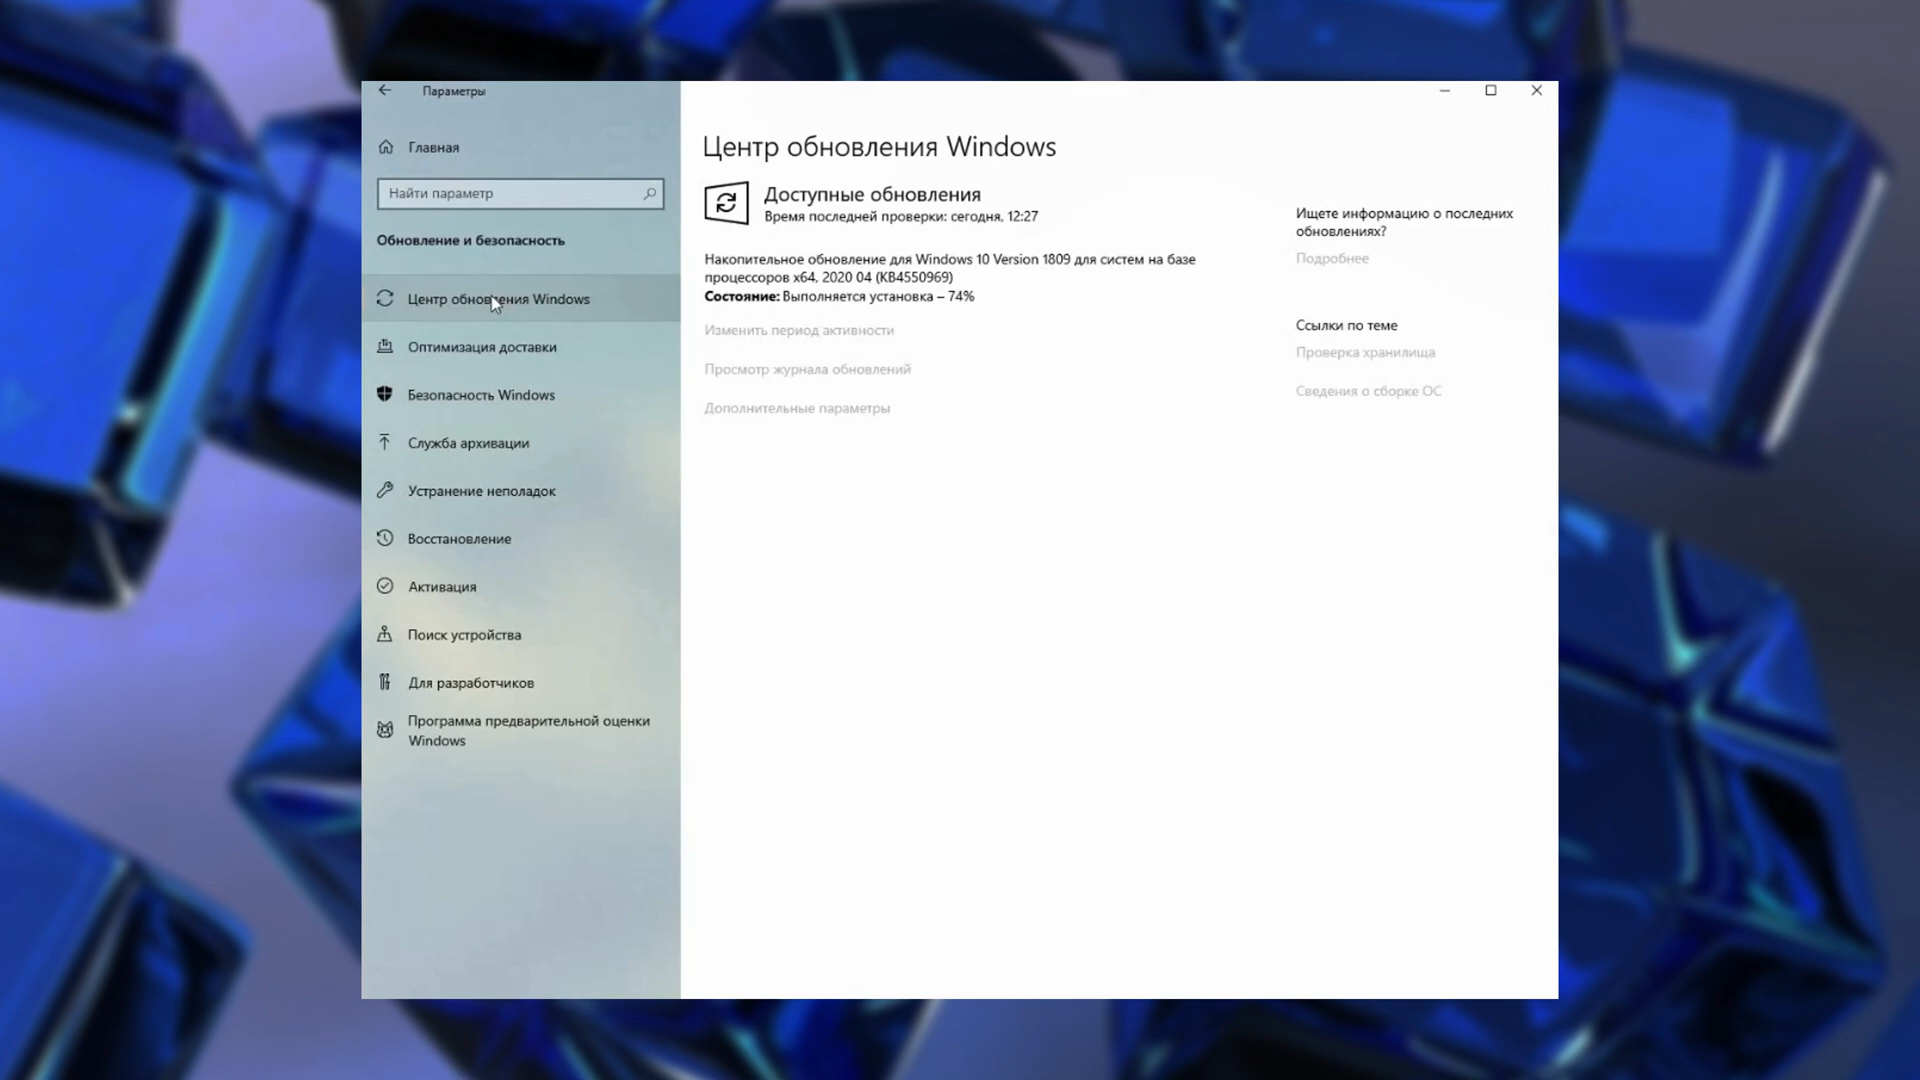 Параметры
Главная
Найти параметр
Обновление и безопасность
Центр обновления Windows
Оптимизация доставки
Безопасность Windows
Служба архивации
Устранение неполадок
Восстановление
Активация
Поиск устройства
Для разработчиков
Программа предварительной оценки
Windows
Центр обновления Windows
Доступные обновления
Время последней проверки: сегодня, 12:27
Накопительное обновление для Windows 10 Version 1809 для систем на базе
процессоров x64, 2020 04 (KB4550969)
Состояние: Выполняется установка – 74%
Изменить период активности
Просмотр журнала обновлений
Дополнительные параметры
Ищете информацию о последних
обновлениях?
Подробнее
Ссылки по теме
Проверка хранилища
Сведения о сборке ОС